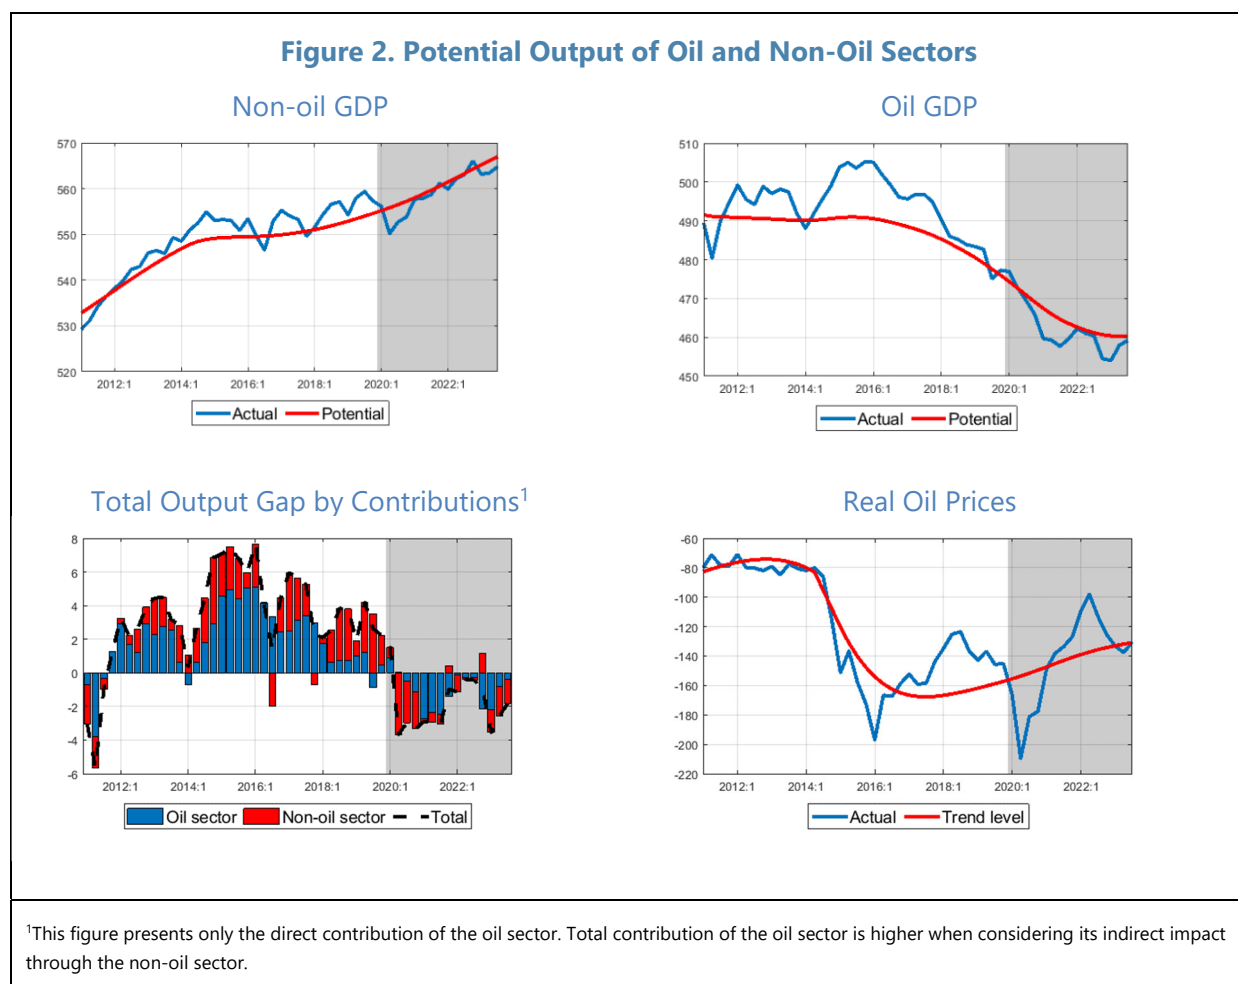 Figure 2. Potential Output of Oil and Non-Oil Sectors
Non-oil GDP
570
560
550
540
530
520
2012:1 2014:1 2016:1 2018:1 2020:1 2022:1
Actual Potential
Oil GDP
510
500
490
480
470
460
450
2012:1 2014:1 2016:1 2018:1 2020:1 2022:1
Actual Potential
Total Output Gap by Contributions1
8
6
4
2
0
-2
-4
-6
2012:1 2014:1 2016:1 2018:1 2020:1 2022:1
Oil sector Non-oil sector Total
Real Oil Prices
-60
-80
-100
-120
-140
-160
-180
-200
-220
2012:1 2014:1 2016:1 2018:1 2020:1 2022:1
Actual Trend level
1This figure presents only the direct contribution of the oil sector. Total contribution of the oil sector is higher when considering its indirect impact
through the non-oil sector.